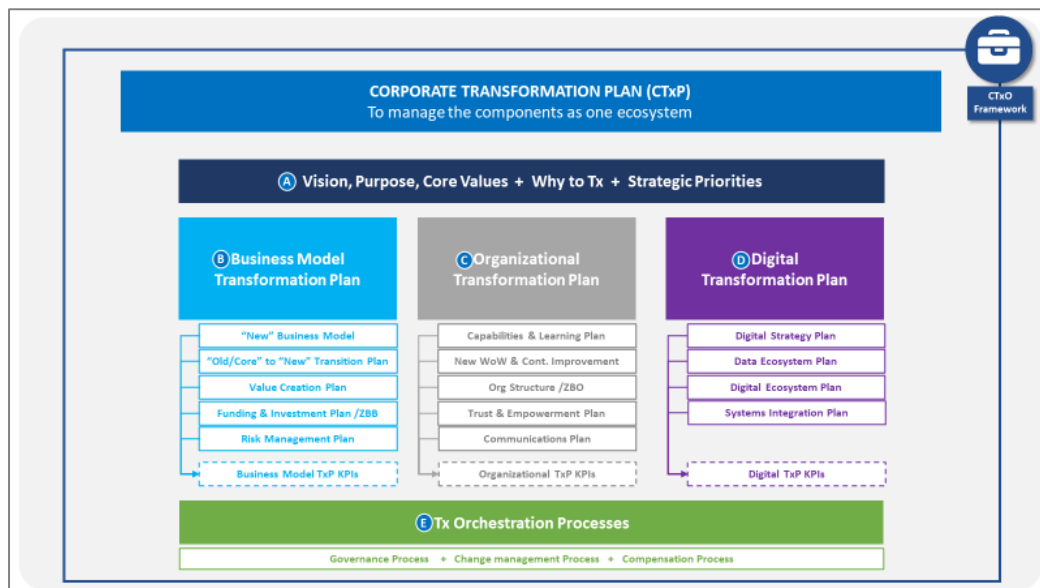 CTxO
Framework
CORPORATE TRANSFORMATION PLAN (CTxP)
To manage the components as one ecosystem
A Vision, Purpose, Core Values + Why to Tx + Strategic Priorities
B Business Model
Transformation Plan
"New" Business Model
"Old/Core" to "New" Transition Plan
Value Creation Plan
Funding & Investment Plan /ZBB
Risk Management Plan
Business Model TxP KPIs
C Organizational
Transformation Plan
Capabilities & Learning Plan
New WoW & Cont. Improvement
Org Structure /ZBO
Trust & Empowerment Plan
Communications Plan
Organizational TxP KPIs
D Digital
Transformation Plan
Digital Strategy Plan
Data Ecosystem Plan
Digital Ecosystem Plan
Systems Integration Plan
Digital TxP KPIs
E Tx Orchestration Processes
Governance Process + Change management Process + Compensation Process